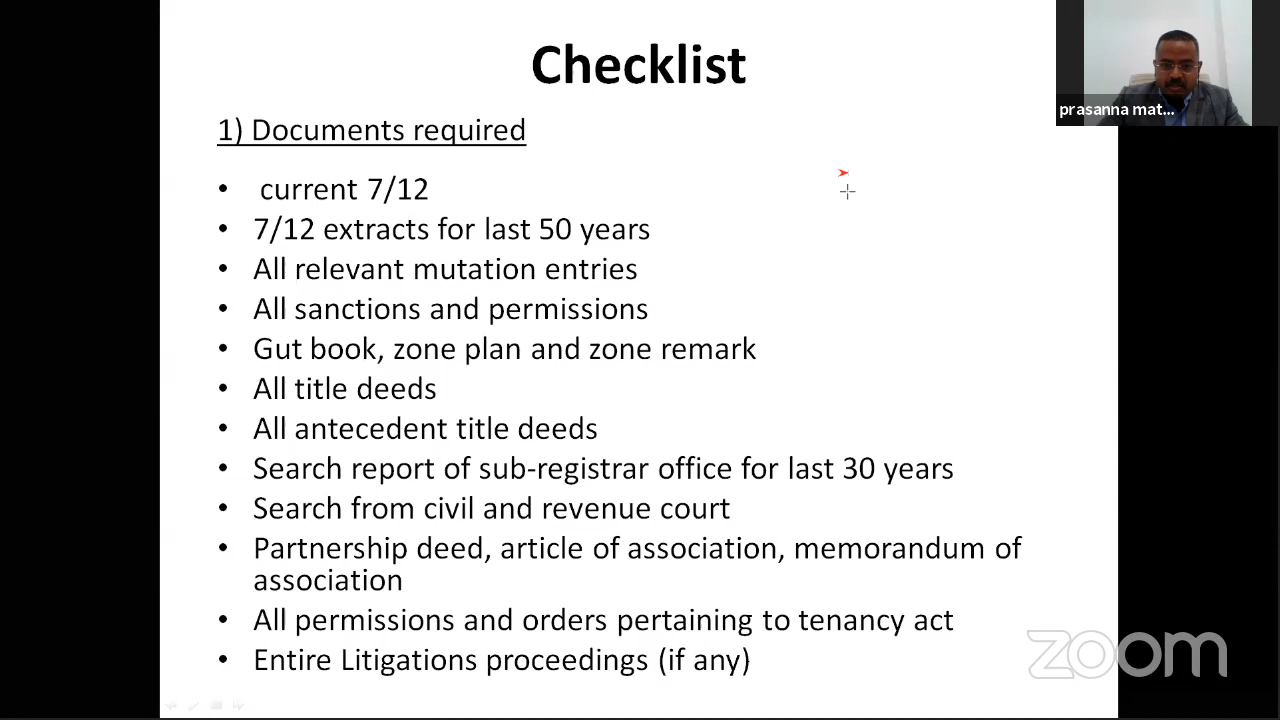 Checklist
prasanna mat...
1) Documents required
• current 7/12
• 7/12 extracts for last 50 years
• All relevant mutation entries
• All sanctions and permissions
• Gut book, zone plan and zone remark
• All title deeds
• All antecedent title deeds
• Search report of sub-registrar office for last 30 years
• Search from civil and revenue court
• Partnership deed, article of association, memorandum of
association
• All permissions and orders pertaining to tenancy act
• Entire Litigations proceedings (if any)
zoom